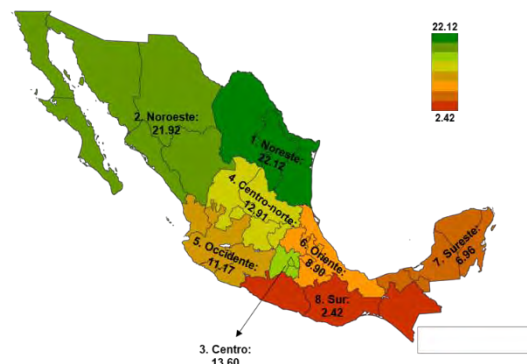 22.12
2.42
2. Noroeste:
21.92
1. Noreste:
22.12
4. Centro-norte:
12.91
5. Occidente:
11.17
6. Oriente:
8.90
7. Sureste:
6.96
8. Sur:
2.42
3. Centro:
13.60